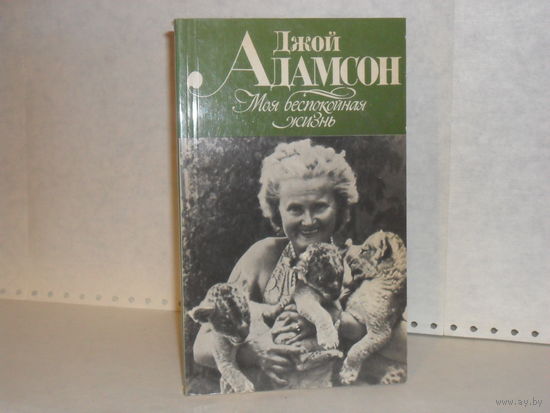 Джой
Адамсон
Моя беспокойная
жизнь
www.ay.by